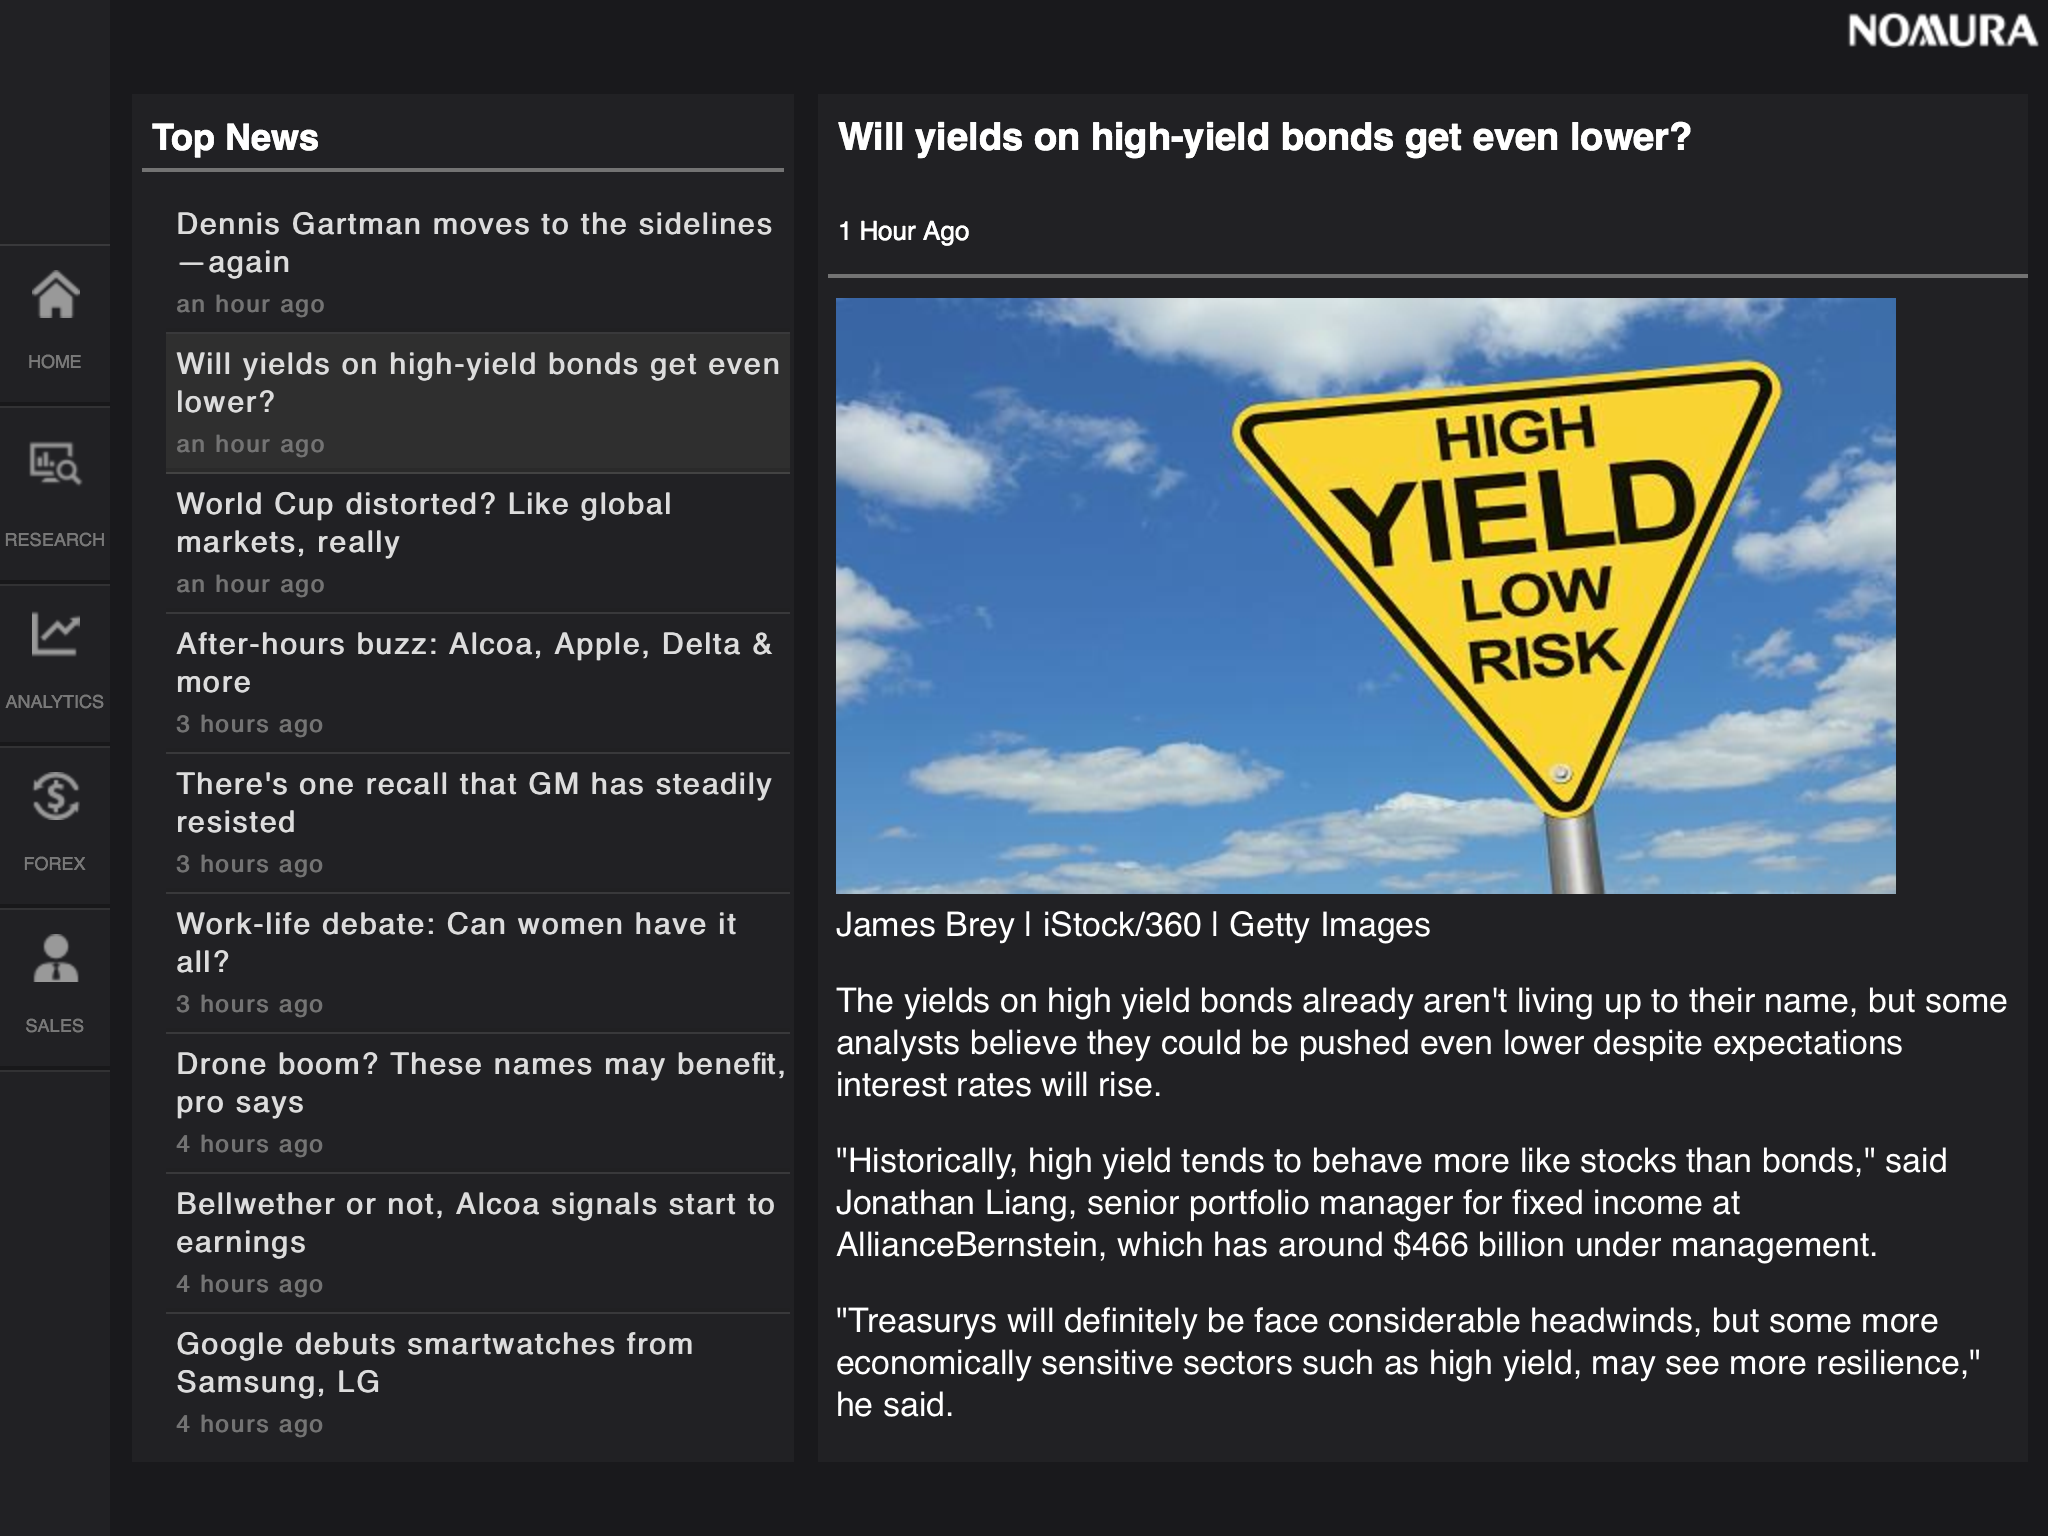 NOMURA
HOME
RESEARCH
ANALYTICS
FOREX
SALES
Top News
Dennis Gartman moves to the sidelines
—again
an hour ago
Will yields on high-yield bonds get even
lower?
an hour ago
World Cup distorted? Like global
markets, really
an hour ago
After-hours buzz: Alcoa, Apple, Delta &
more
3 hours ago
There's one recall that GM has steadily
resisted
3 hours ago
Work-life debate: Can women have it
all?
3 hours ago
Drone boom? These names may benefit,
pro says
4 hours ago
Bellwether or not, Alcoa signals start to
earnings
4 hours ago
Google debuts smartwatches from
Samsung, LG
4 hours ago
Will yields on high-yield bonds get even lower?
1 Hour Ago
HIGH
YIELD
LOW
RISK
James Brey | iStock/360 | Getty Images
The yields on high yield bonds already aren't living up to their name, but some
analysts believe they could be pushed even lower despite expectations
interest rates will rise.
"Historically, high yield tends to behave more like stocks than bonds," said
Jonathan Liang, senior portfolio manager for fixed income at
AllianceBernstein, which has around $466 billion under management.
"Treasurys will definitely be face considerable headwinds, but some more
economically sensitive sectors such as high yield, may see more resilience,"
he said.